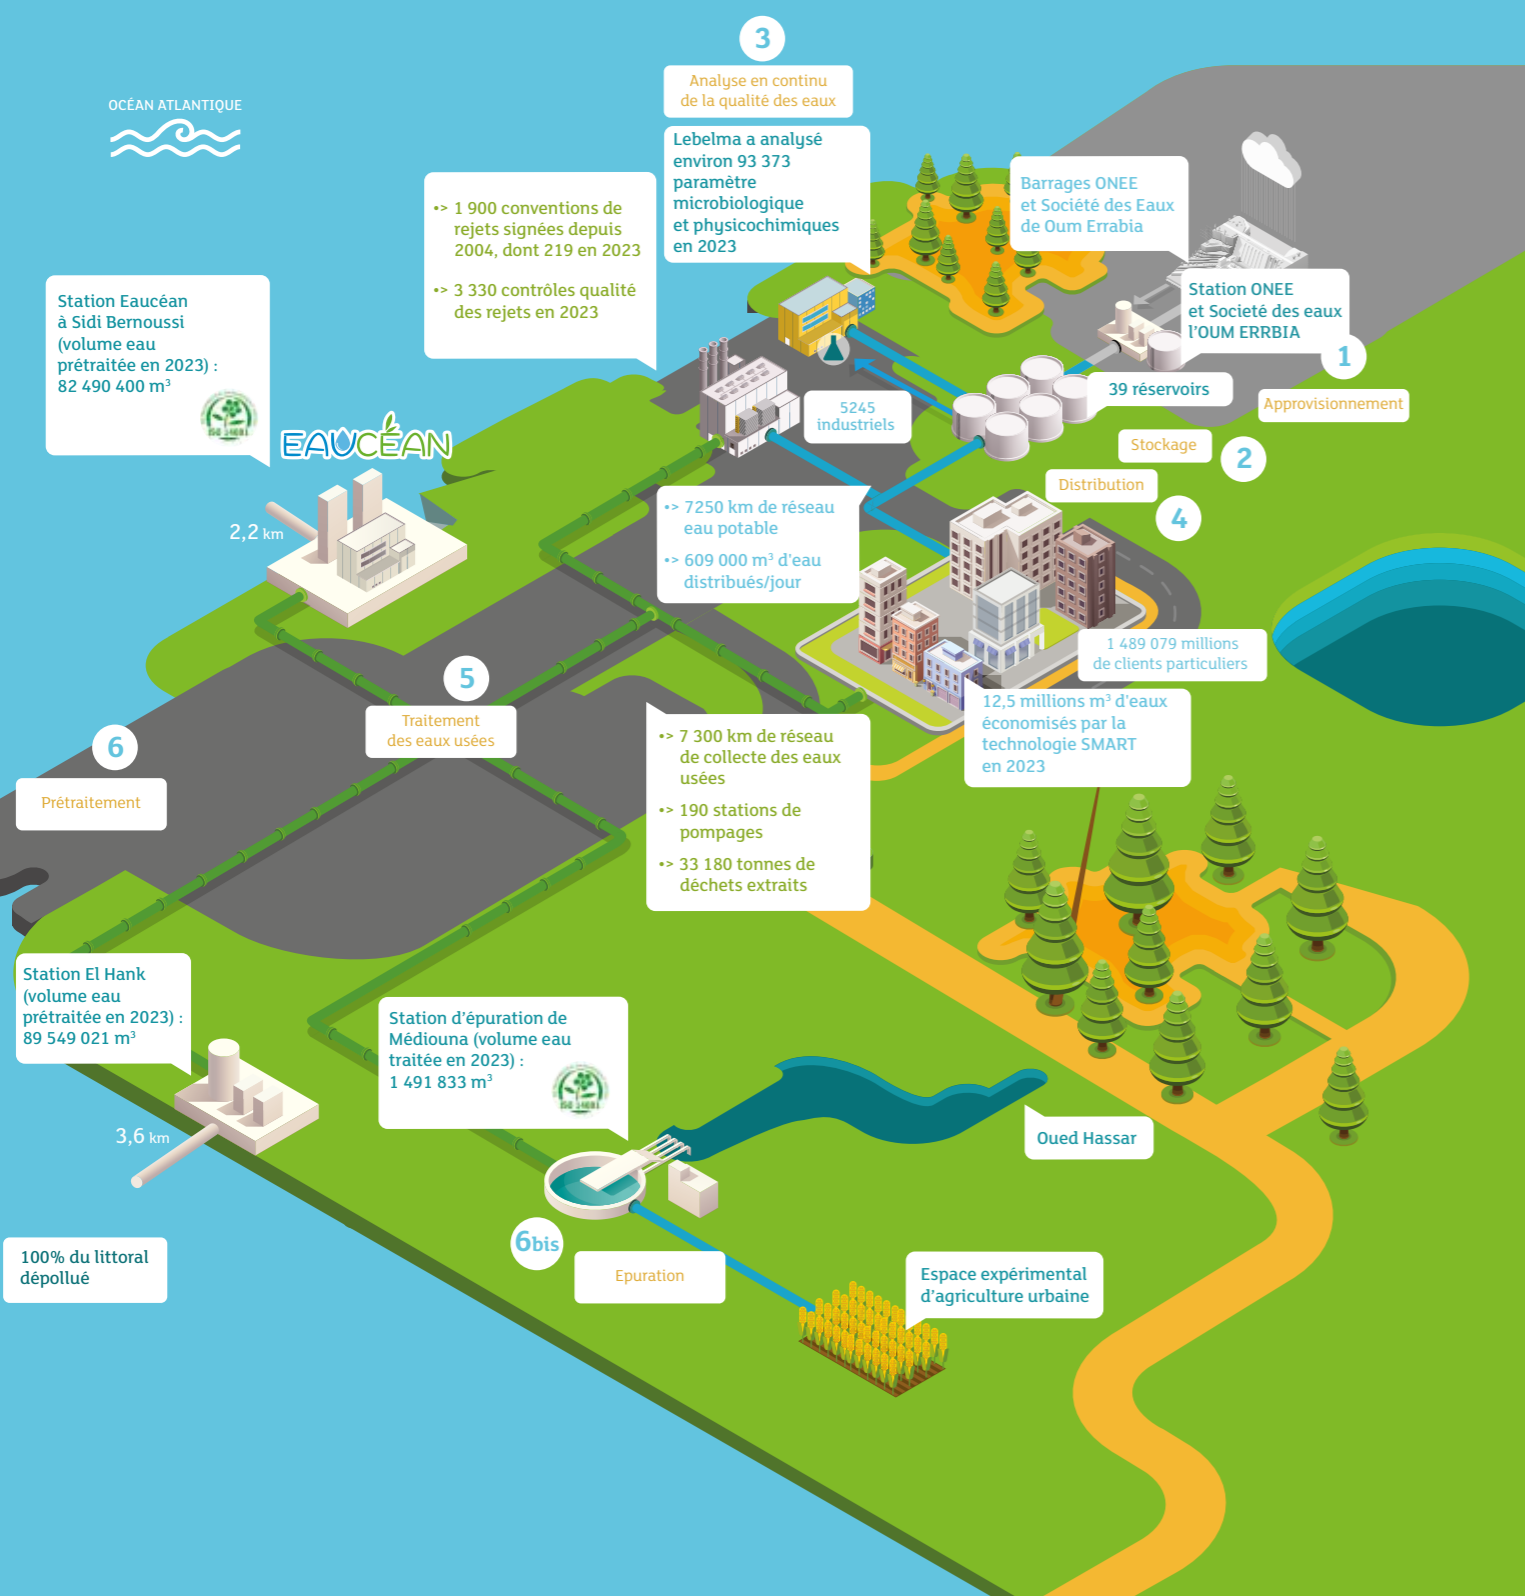 3
Analyse en continu
de la qualité des eaux
OCÉAN ATLANTIQUE
Lebelma a analysé
environ 93 373
paramètre
microbiologique
et physicochimiques
en 2023
Barrages ONEE
et Société des Eaux
de Oum Errabia
•> 1 900 conventions de
rejets signées depuis
2004, dont 219 en 2023
•> 3 330 contrôles qualité
des rejets en 2023
Station ONEE
et Societé des eaux
l'OUM ERRBIA
1
Approvisionnement
Station Eaucéan
à Sidi Bernoussi
(volume eau
prétraitée en 2023) :
82 490 400 m³
ISO 14001
EAUCÉAN
2,2 km
39 réservoirs
5245
industriels
Stockage
2
Distribution
4
•> 7250 km de réseau
eau potable
•> 609 000 m³ d'eau
distribués/jour
1 489 079 millions
de clients particuliers
12,5 millions m³ d'eaux
économisés par la
technologie SMART
en 2023
5
Traitement
des eaux usées
6
Prétraitement
•> 7 300 km de réseau
de collecte des eaux
usées
•> 190 stations de
pompages
•> 33 180 tonnes de
déchets extraits
Station El Hank
(volume eau
prétraitée en 2023) :
89 549 021 m³
3,6 km
Station d'épuration de
Médiouna (volume eau
traitée en 2023) :
1 491 833 m³
ISO 14001
Oued Hassar
100% du littoral
dépollué
6bis
Epuration
Espace expérimental
d'agriculture urbaine